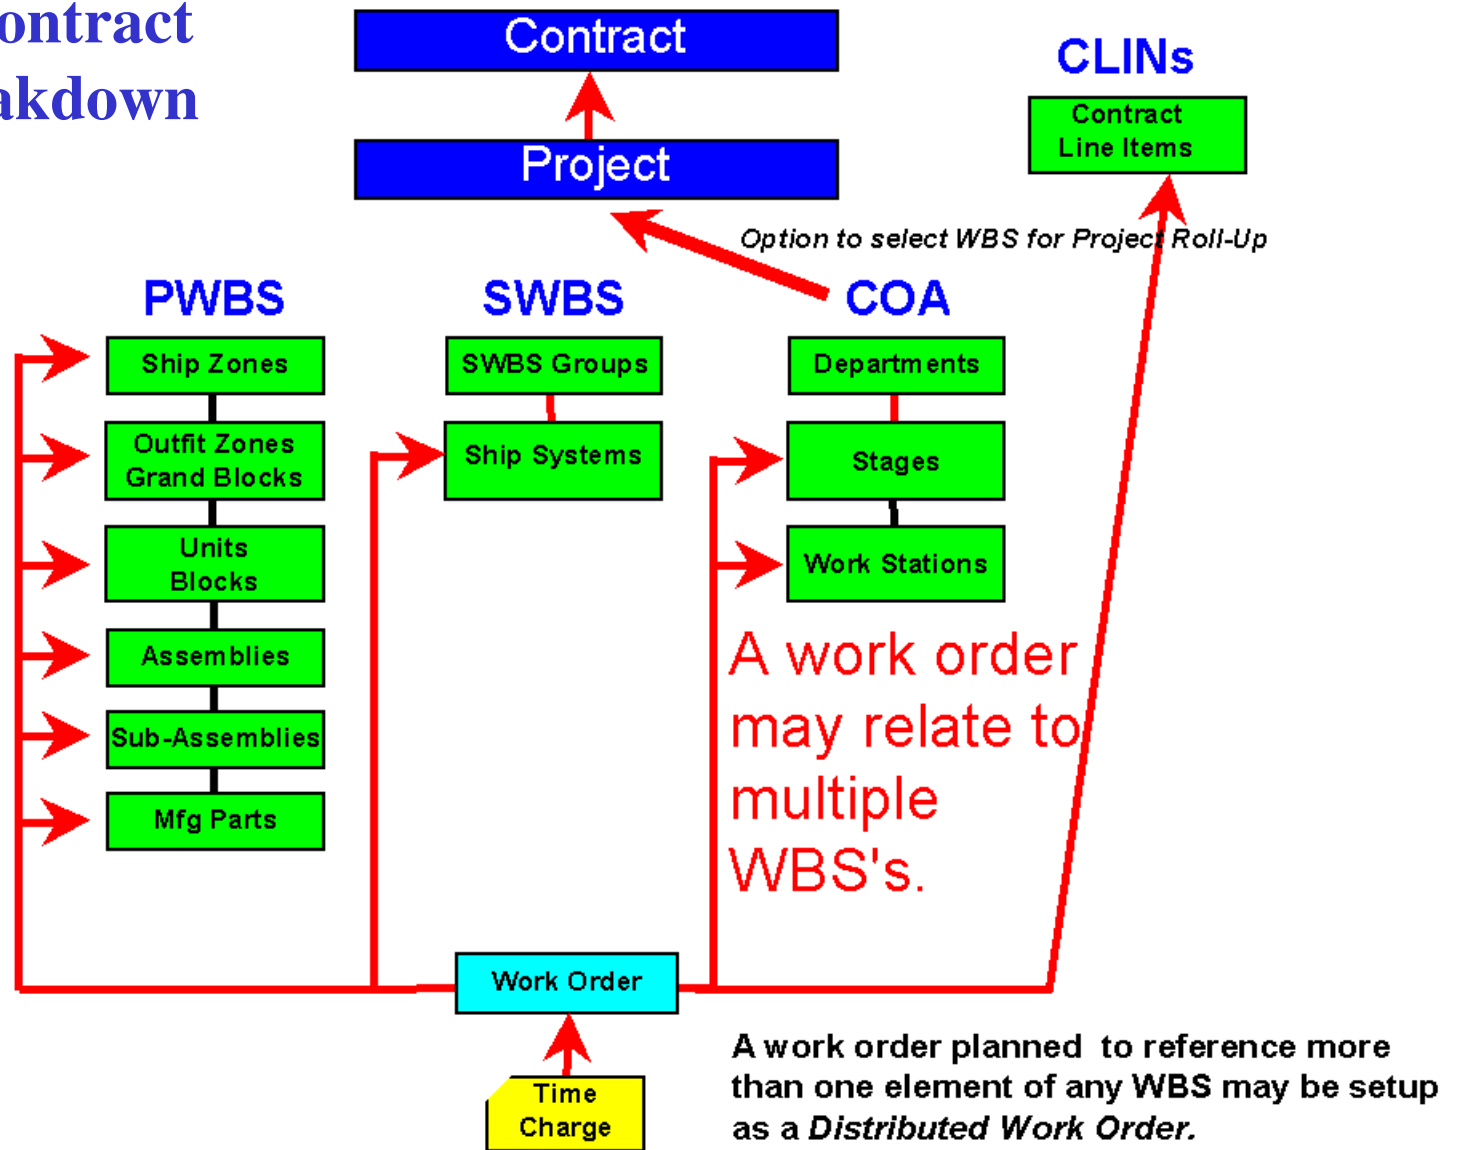 ontract
akdown
Contract
Project
CLINs
Contract
Line Items
Option to select WBS for Project Roll-Up
PWBS
SWBS
COA
Ship Zones
Outfit Zones
Grand Blocks
Units
Blocks
Assemblies
Sub-Assemblies
Mfg Parts
SWBS Groups
Ship Systems
Departments
Stages
Work Stations
A work order
may relate to
multiple
WBS's.
Work Order
Time
Charge
A work order planned to reference more
than one element of any WBS may be setup
as a Distributed Work Order.